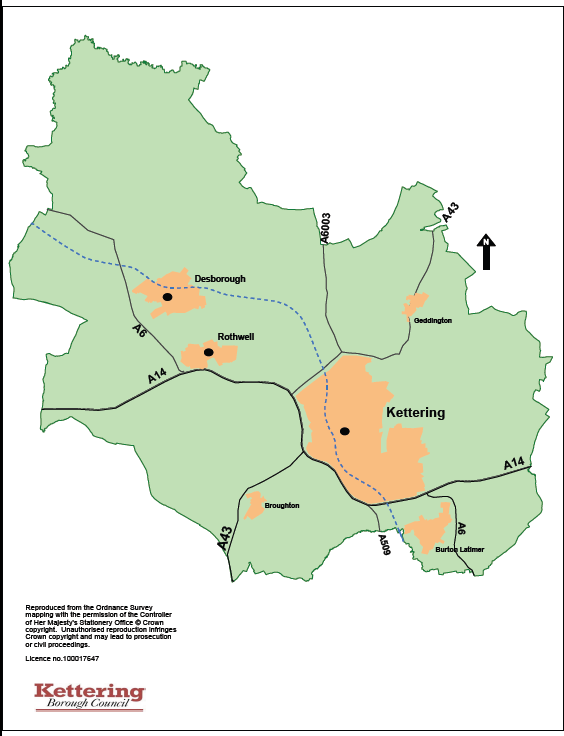 A6003
A43
N
Desborough
Geddington
A6
Rothwell
A14
Kettering
A14
Broughton
A43
A509
A6
Burton Latimer
Reproduced from the Ordnance Survey
mapping with the permission of the Controller
of Her Majesty's Stationery Office © Crown
copyright. Unauthorised reproduction infringes
Crown copyright and may lead to prosecution
or civil proceedings.
Licence no.100017647
Kettering
Borough Council